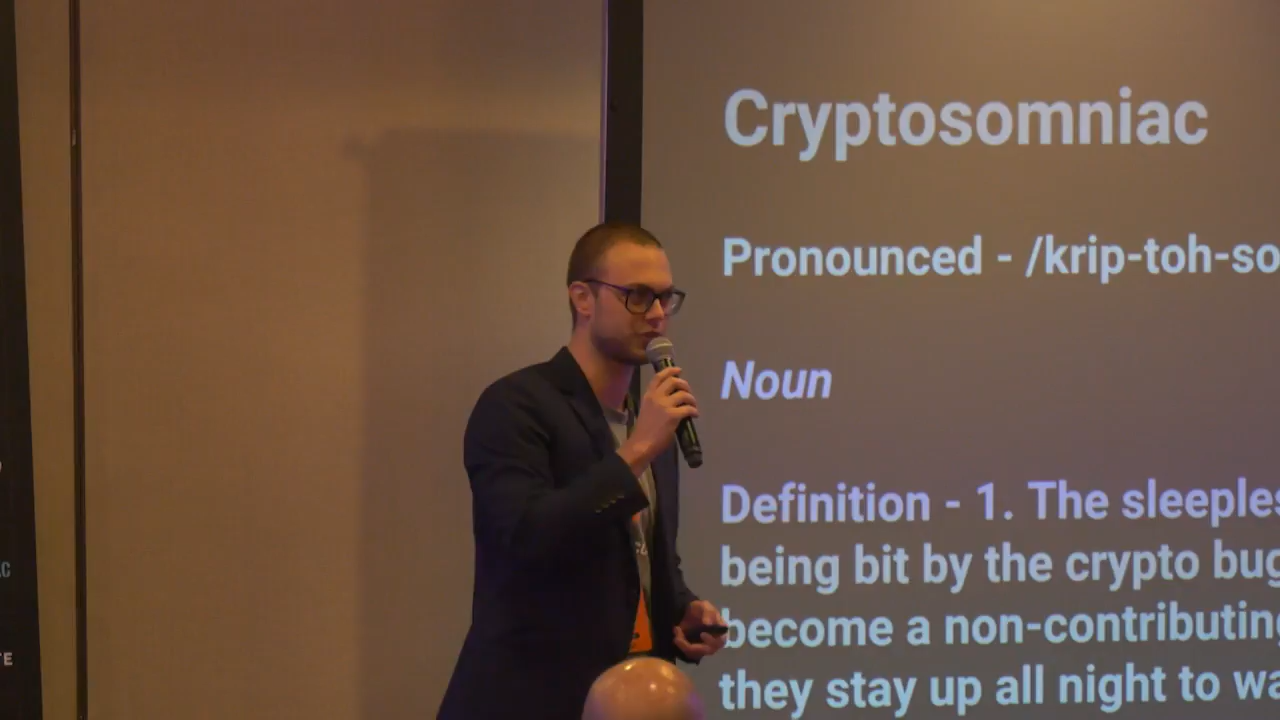 Cryptosomniac
Pronounced - /krip-toh-so
Noun
Definition - 1. The sleeples
being bit by the crypto bug
become a non-contributing
they stay up all night to wa